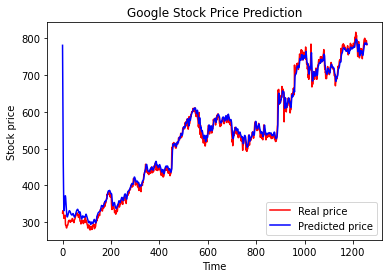 Google Stock Price Prediction
800
700
600
500
400
300
Stock price
0 200 400 600 800 1000 1200
Time
Real price
Predicted price